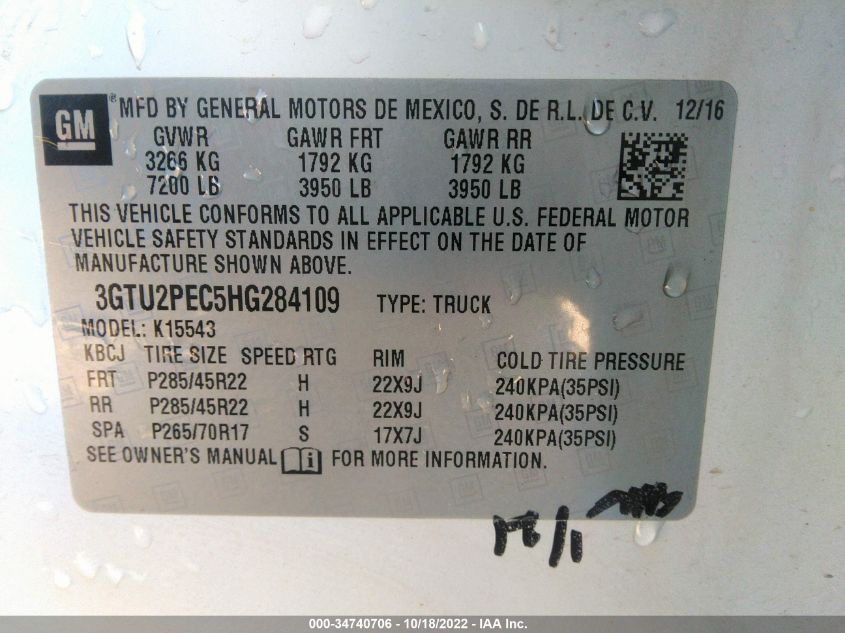 GM ® MFD BY GENERAL MOTORS DE MEXICO, S. DE R.L. DE C.V. 12/16
GVWR GAWR FRT GAWR RR
3266 KG 1792 KG 1792 KG
7200 LB 3950 LB 3950 LB
THIS VEHICLE CONFORMS TO ALL APPLICABLE U.S. FEDERAL MOTOR
VEHICLE SAFETY STANDARDS IN EFFECT ON THE DATE OF
MANUFACTURE SHOWN ABOVE.
3GTU2PEC5HG284109 TYPE: TRUCK
MODEL: K15543
KBCJ TIRE SIZE SPEED RTG RIM COLD TIRE PRESSURE
FRT P285/45R22 H 22X9J 240KPA(35PSI)
RR P285/45R22 H 22X9J 240KPA(35PSI)
SPA P265/70R17 S 17X7J 240KPA(35PSI)
SEE OWNER'S MANUAL i FOR MORE INFORMATION.
000-34740706 - 10/18/2022 - IAA Inc.